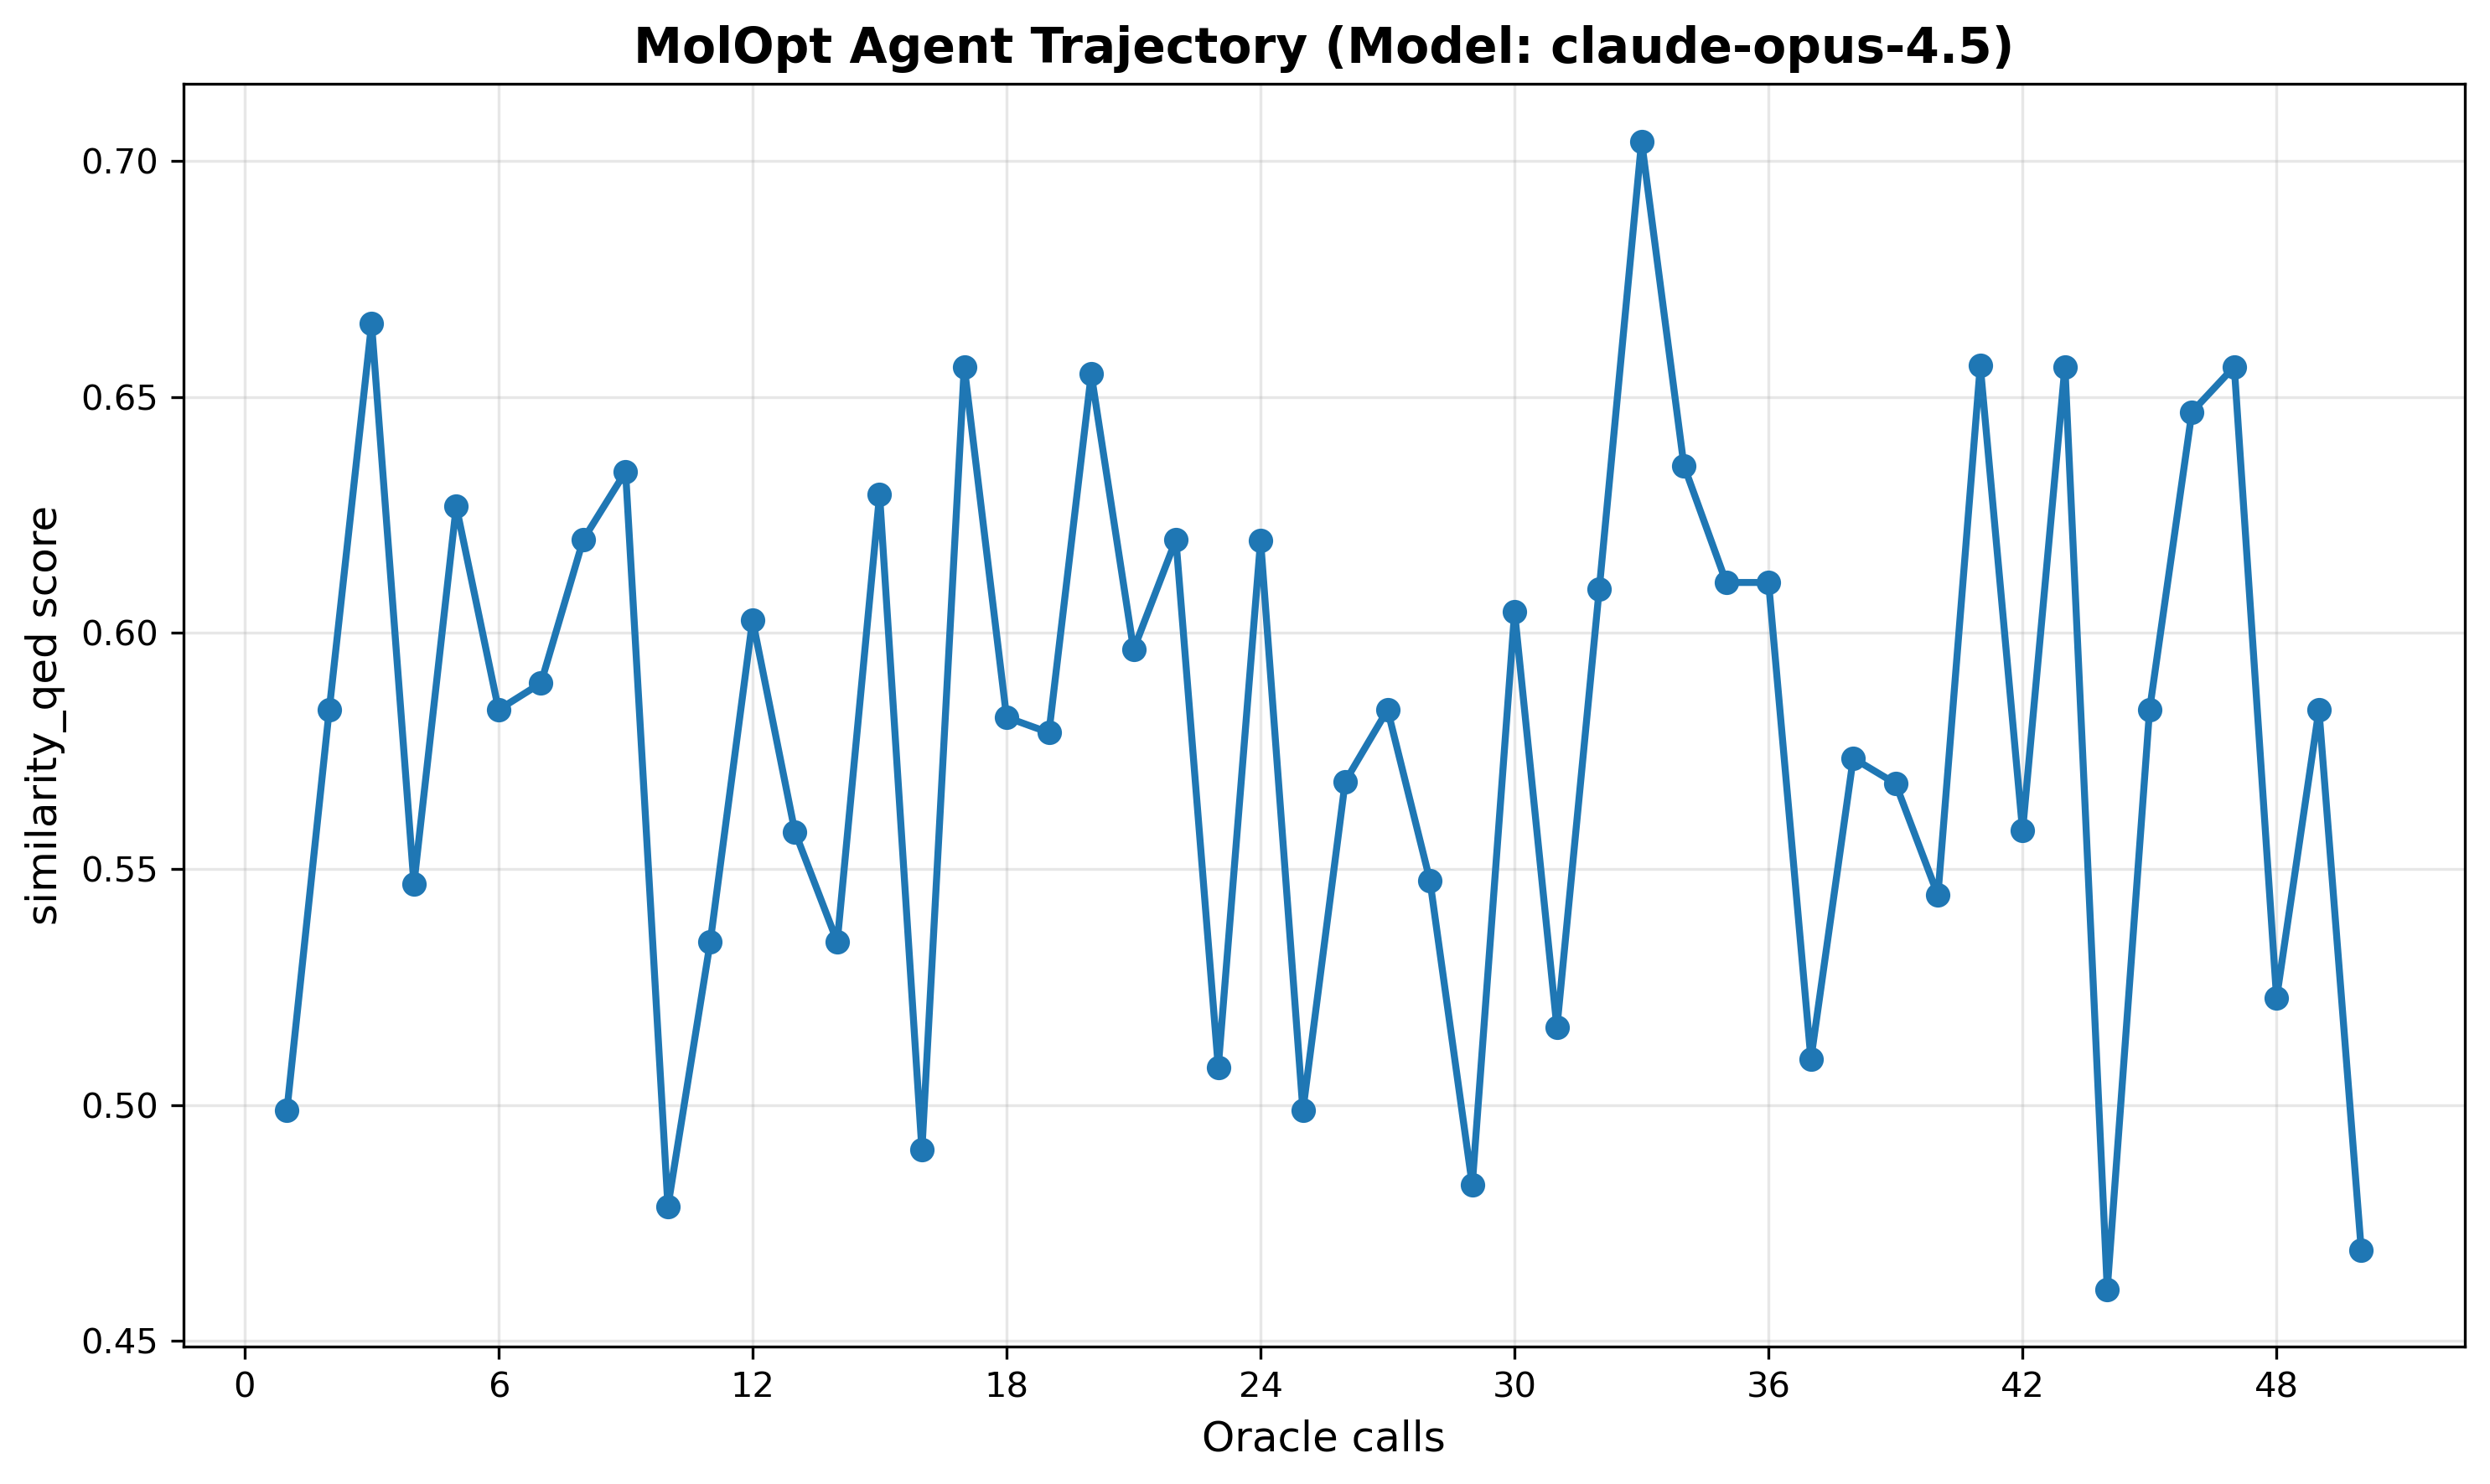 MolOpt Agent Trajectory (Model: claude-opus-4.5)
similarity_qed score
0.70
0.65
0.60
0.55
0.50
0.45
0 6 12 18 24 30 36 42 48
Oracle calls